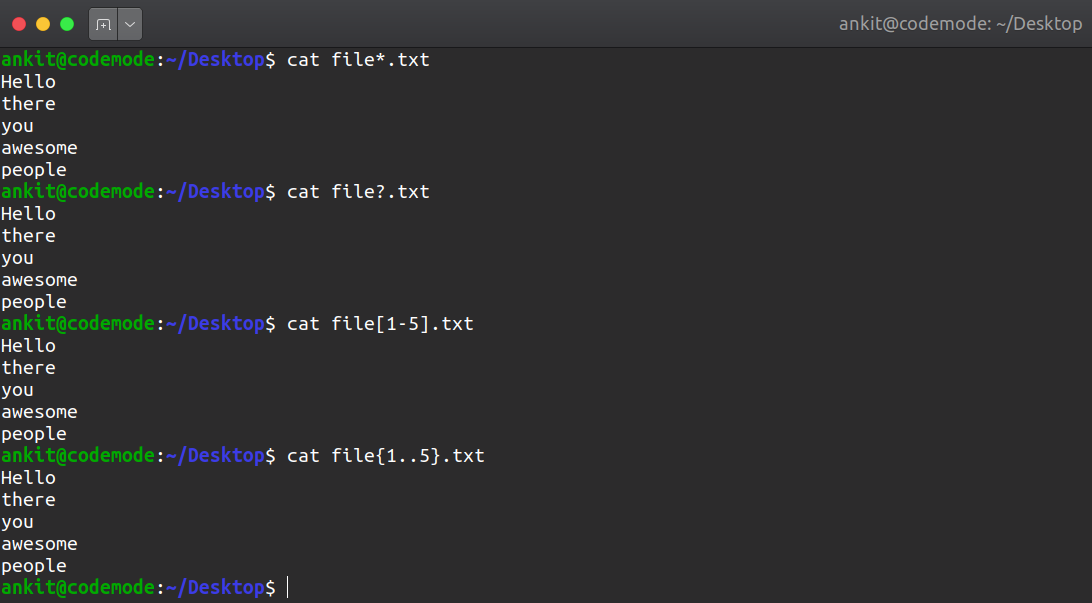 ankit@codemode: ~/Desktop
ankit@codemode:~/Desktop$ cat file*.txt
Hello
there
you
awesome
people
ankit@codemode:~/Desktop$ cat file?.txt
Hello
there
you
awesome
people
ankit@codemode:~/Desktop$ cat file[1-5].txt
Hello
there
you
awesome
people
ankit@codemode:~/Desktop$ cat file{1..5}.txt
Hello
there
you
awesome
people
ankit@codemode:~/Desktop$